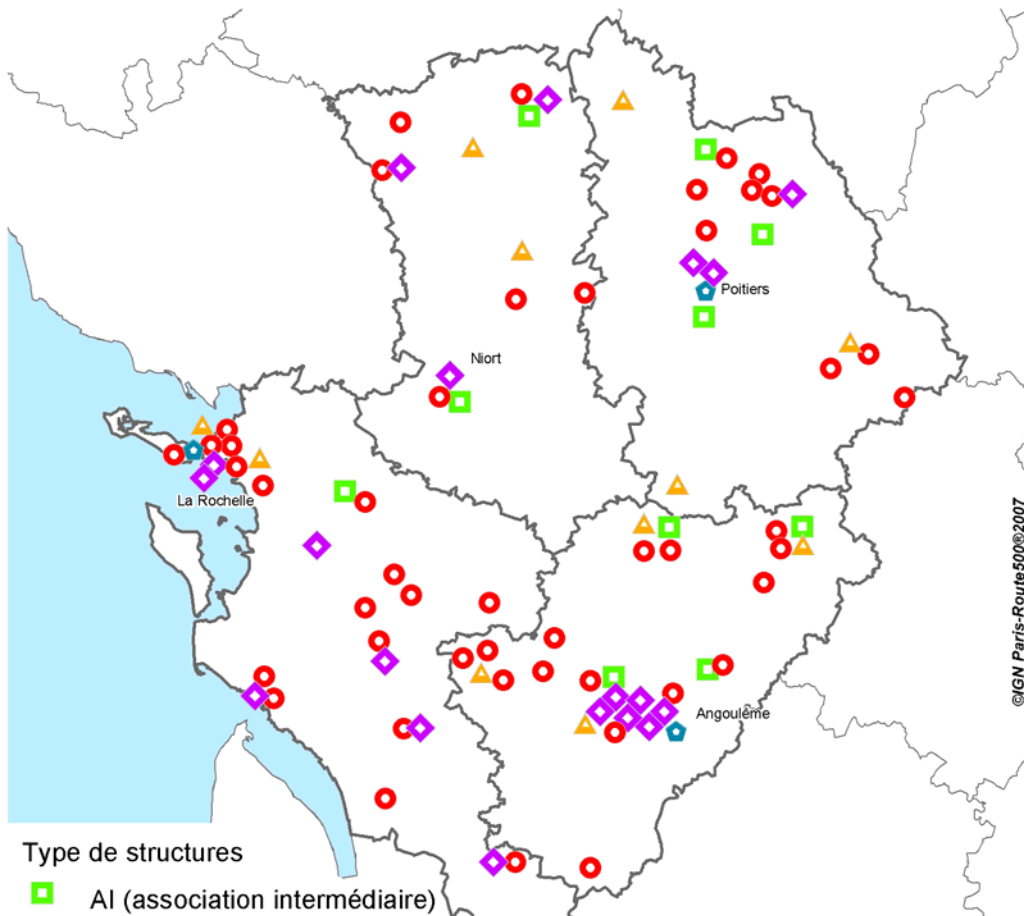 Poitiers
Niort
La Rochelle
Angoulême
©IGN Paris-Route500®2007
Type de structures
AI (association intermédiaire)